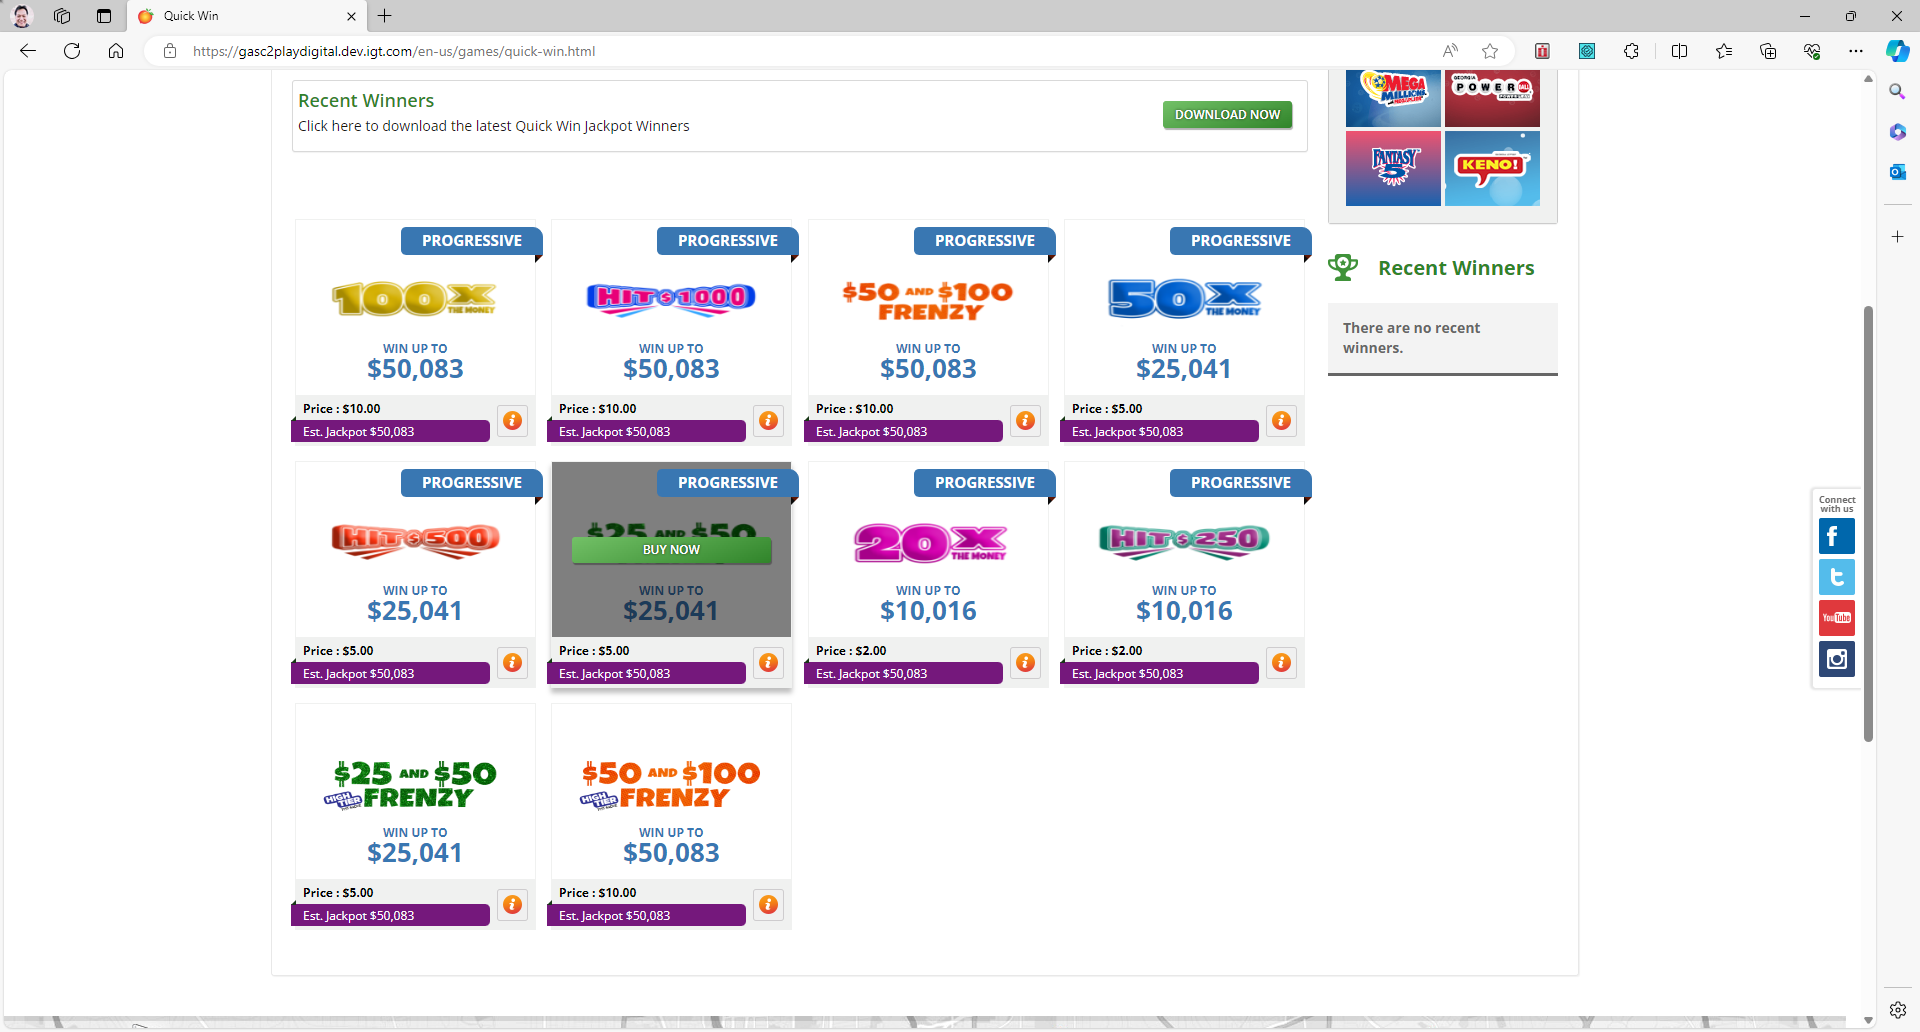 Quick Win
https://gasc2playdigital.dev.igt.com/en-us/games/quick-win.html
Recent Winners
Click here to download the latest Quick Win Jackpot Winners
DOWNLOAD NOW
MEGA MILLIONS
GEORGIA
POWERBALL
FANTASY 5
KENO!
PROGRESSIVE
100X THE MONEY
WIN UP TO
$50,083
Price : $10.00
Est. Jackpot $50,083
PROGRESSIVE
HIT $1000
WIN UP TO
$50,083
Price : $10.00
Est. Jackpot $50,083
PROGRESSIVE
$50 AND $100
FRENZY
WIN UP TO
$50,083
Price : $10.00
Est. Jackpot $50,083
PROGRESSIVE
50X THE MONEY
WIN UP TO
$25,041
Price : $5.00
Est. Jackpot $50,083
Recent Winners
There are no recent
winners.
PROGRESSIVE
HIT $500
WIN UP TO
$25,041
Price : $5.00
Est. Jackpot $50,083
PROGRESSIVE
$25 AND $50
BUY NOW
WIN UP TO
$25,041
Price : $5.00
Est. Jackpot $50,083
PROGRESSIVE
20X THE MONEY
WIN UP TO
$10,016
Price : $2.00
Est. Jackpot $50,083
PROGRESSIVE
HIT $250
WIN UP TO
$10,016
Price : $2.00
Est. Jackpot $50,083
$25 AND $50
HIGH TIER FRENZY
WIN UP TO
$25,041
Price : $5.00
Est. Jackpot $50,083
$50 AND $100
HIGH TIER FRENZY
WIN UP TO
$50,083
Price : $10.00
Est. Jackpot $50,083
Connect
with us
YouTube